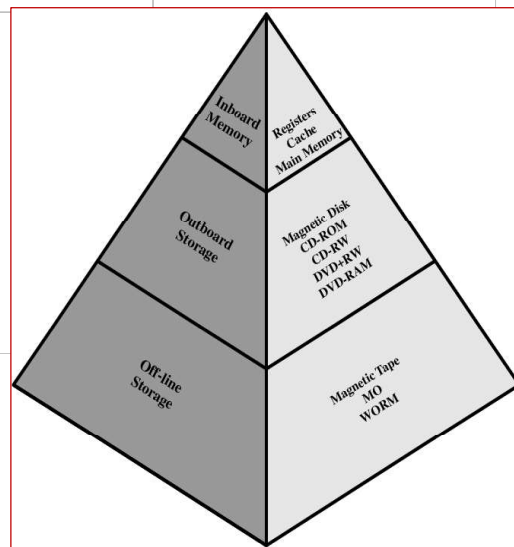 Inboard
Memory
Registers
Cache
Main Memory
Outboard
Storage
Magnetic Disk
CD-ROM
CD-RW
DVD+RW
DVD-RAM
Off-line
Storage
Magnetic Tape
MO
WORM